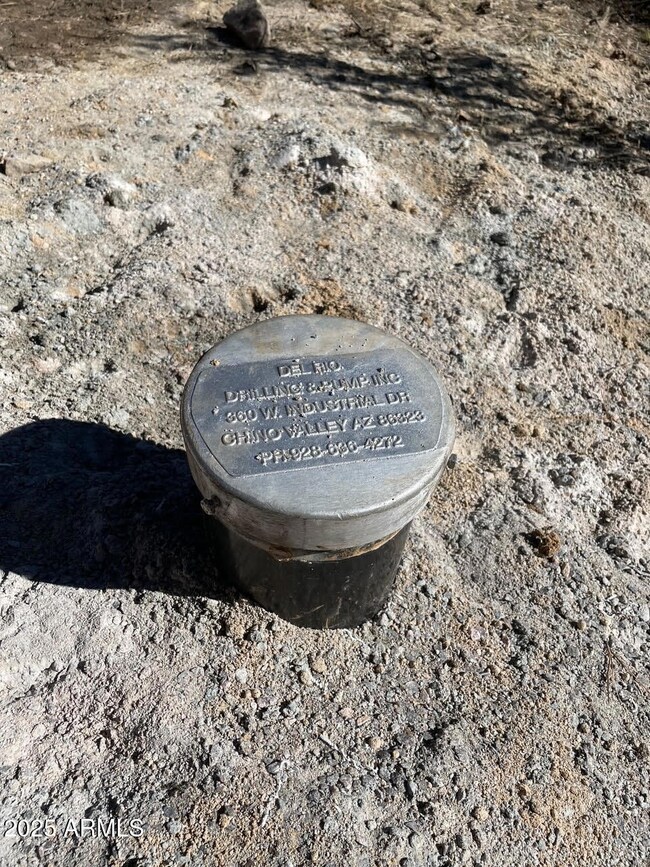 DEL RIO
DRILLING & PUMP INC
360 W. INDUSTRIAL DR
CHINO VALLEY AZ 86323
PH 928-636-4272
2025 ARMLS